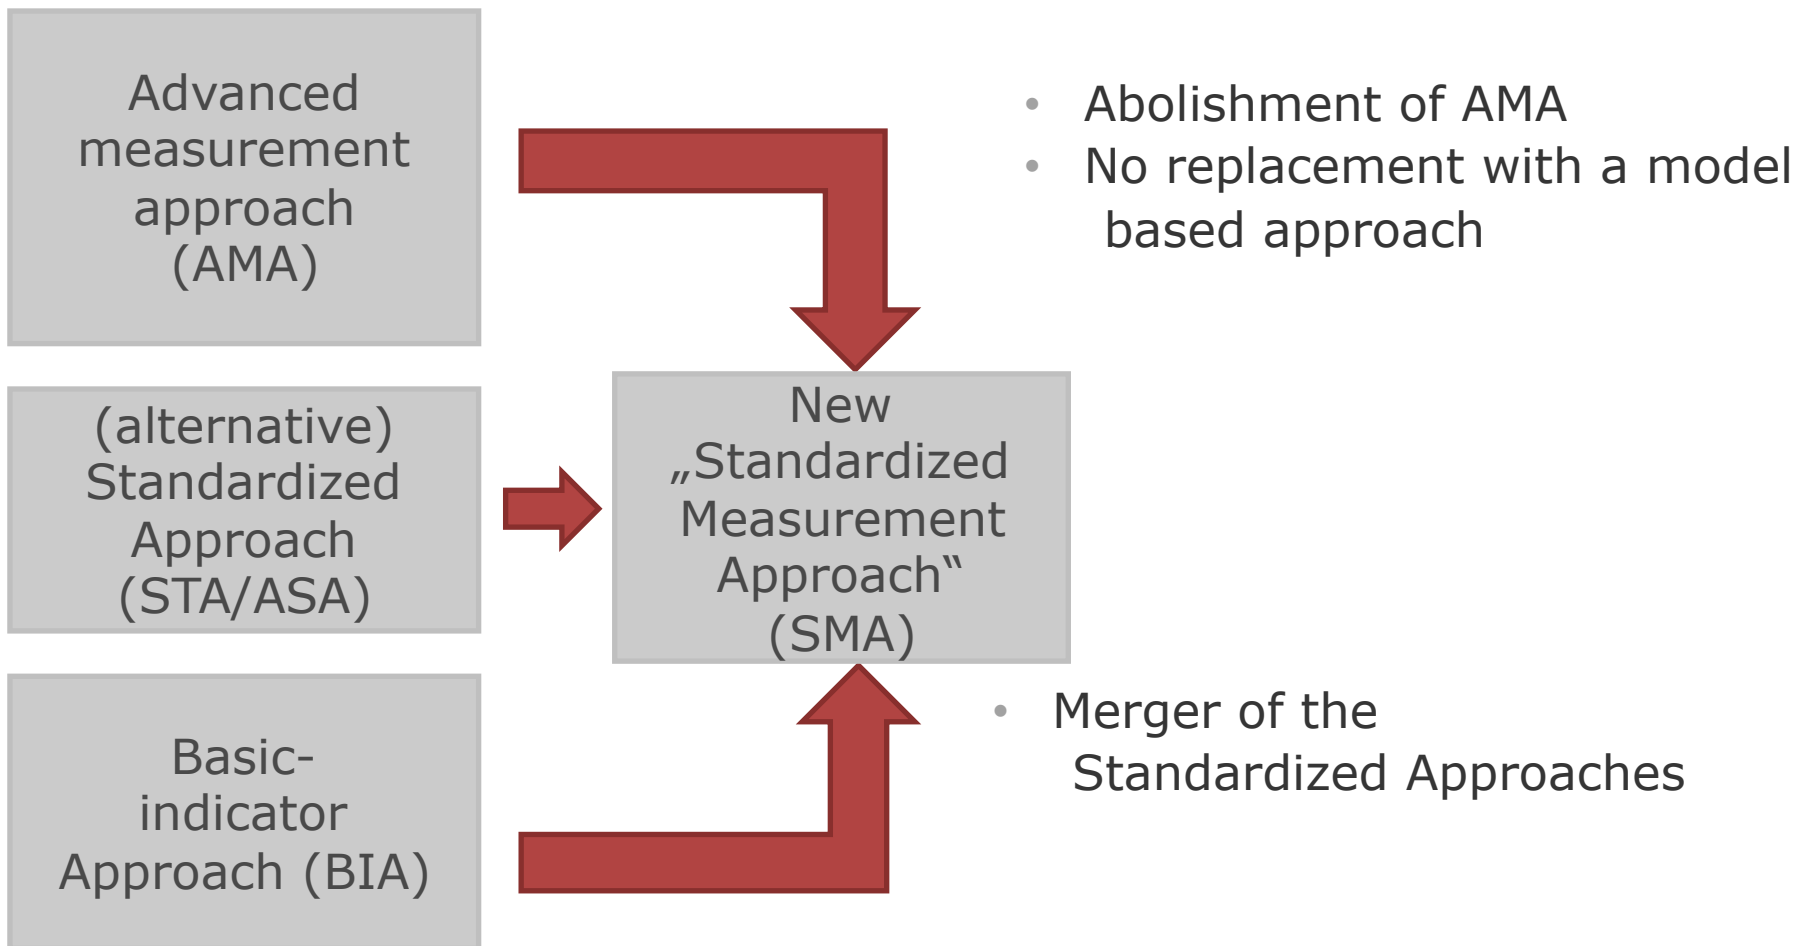 Advanced
measurement
approach
(AMA)
• Abolishment of AMA
• No replacement with a model
based approach
(alternative)
Standardized
Approach
(STA/ASA)
New
„Standardized
Measurement
Approach“
(SMA)
Basic-
indicator
Approach (BIA)
• Merger of the
Standardized Approaches